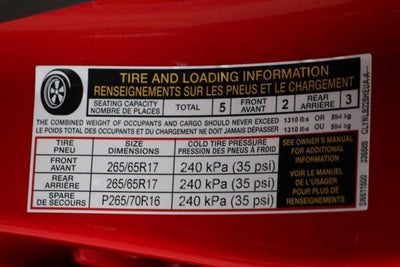 TIRE AND LOADING INFORMATION
RENSEIGNEMENTS SUR LES PNEUS ET LE CHARGEMENT
SEATING CAPACITY
NOMBRE DE PLACES
TOTAL 5
FRONT
AVANT
2
REAR
ARRIÈRE
3
THE COMBINED WEIGHT OF OCCUPANTS AND CARGO SHOULD NEVER EXCEED 1310 lbs OR 594 kg
LE POIDS TOTAL DES OCCUPANTS ET DU CHARGEMENT NE DOIT JAMAIS DÉPASSER 1310 lbs OU 594 kg
TIRE
PNEU
SIZE
DIMENSIONS
COLD TIRE PRESSURE
PRESSION DES PNEUS À FROID
FRONT
AVANT
265/65R17
240 kPa (35 psi)
REAR
ARRIÈRE
265/65R17
240 kPa (35 psi)
SPARE
DE SECOURS
P265/70R16
240 kPa (35 psi)
SEE OWNER'S MANUAL
FOR ADDITIONAL
INFORMATION
VOIR LE MANUEL
DE L'USAGER
POUR PLUS DE
RENSEIGNEMENTS